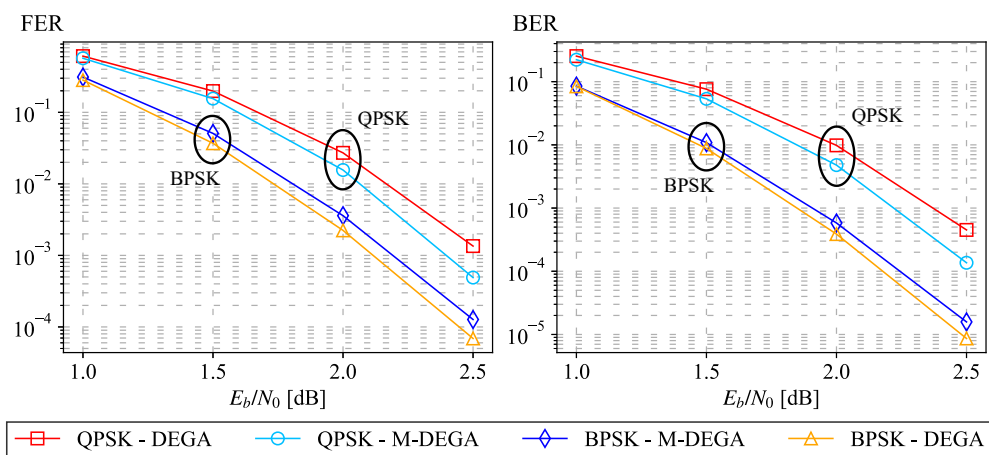 FER
10⁻¹
10⁻²
10⁻³
10⁻⁴
QPSK
BPSK
1.0 1.5 2.0 2.5
E_b/N_0 [dB]
BER
10⁻¹
10⁻²
10⁻³
10⁻⁴
10⁻⁵
QPSK
BPSK
1.0 1.5 2.0 2.5
E_b/N_0 [dB]
QPSK - DEGA QPSK - M-DEGA BPSK - M-DEGA BPSK - DEGA